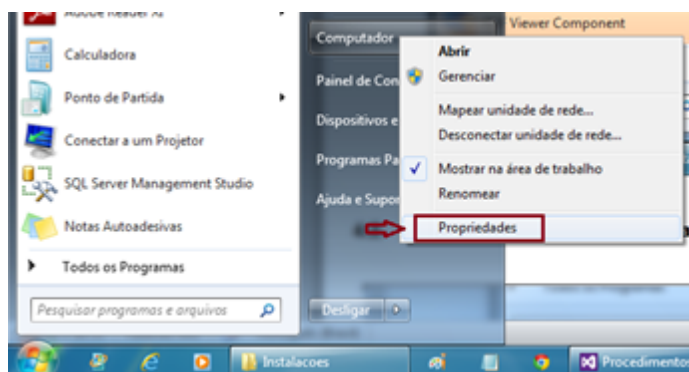 Adobe Reader XI
Calculadora
Ponto de Partida
Conectar a um Projetor
SQL Server Management Studio
Notas Autoadesivas
Todos os Programas
Pesquisar programas e arquivos
Computador
Painel de Con
Dispositivos e
Programas Pa
Ajuda e Supor
Desligar
Viewer Component
Abrir
Gerenciar
Mapear unidade de rede...
Desconectar unidade de rede...
Mostrar na área de trabalho
Renomear
Propriedades
Instalacoes
Procedimentos